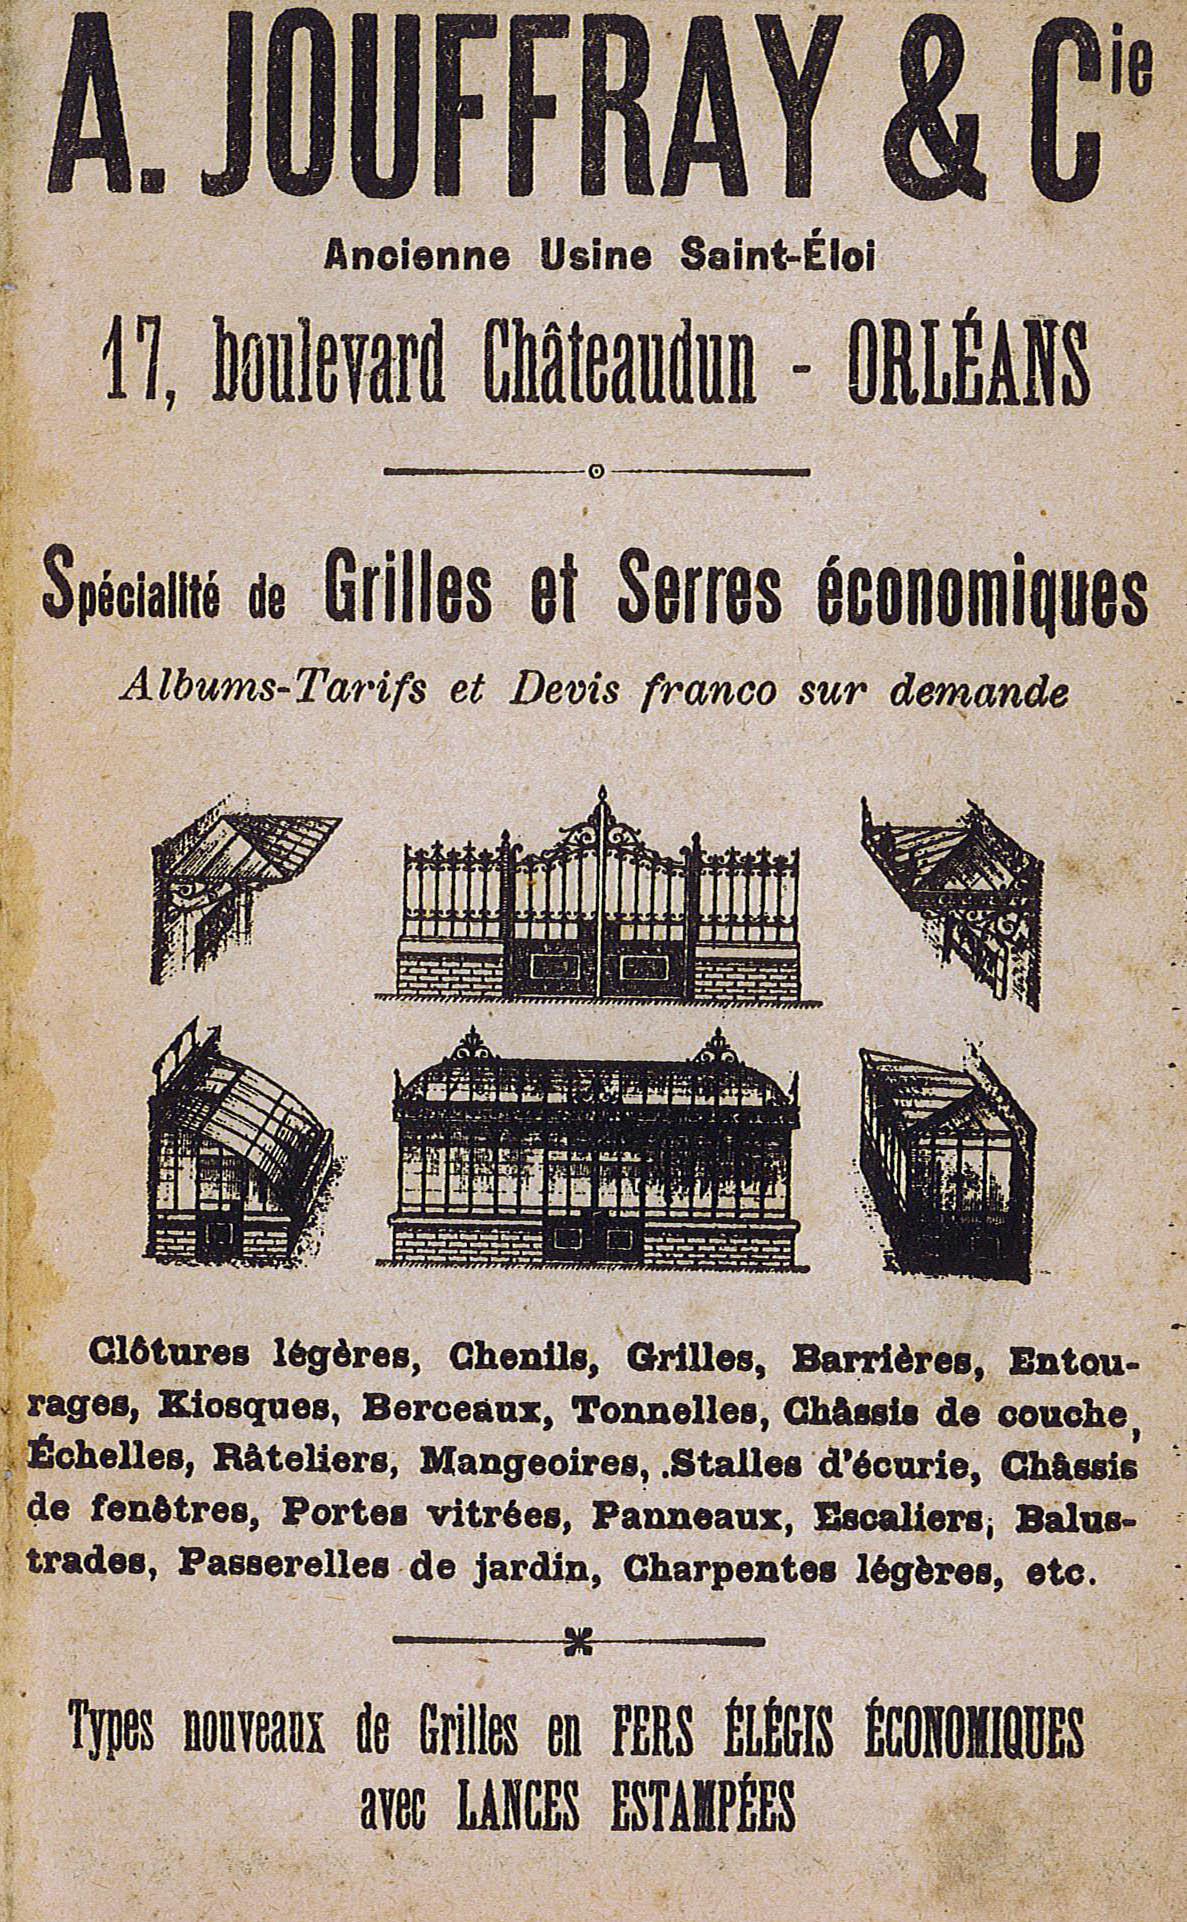 A. JOUFFRAY & Cie
Ancienne Usine Saint-Éloi
17, boulevard Châteaudun - ORLÉANS
Spécialité de Grilles et Serres économiques
Albums-Tarifs et Devis franco sur demande
Clôtures légères, Chenils, Grilles, Barrières, Entou-
rages, Kiosques, Berceaux, Tonnelles, Châssis de couche,
Échelles, Râteliers, Mangeoires, Stalles d'écurie, Châssis
de fenêtres, Portes vitrées, Panneaux, Escaliers, Balus-
trades, Passerelles de jardin, Charpentes légères, etc.
Types nouveaux de Grilles en FERS ÉLÉGIS ÉCONOMIQUES
avec LANCES ESTAMPÉES